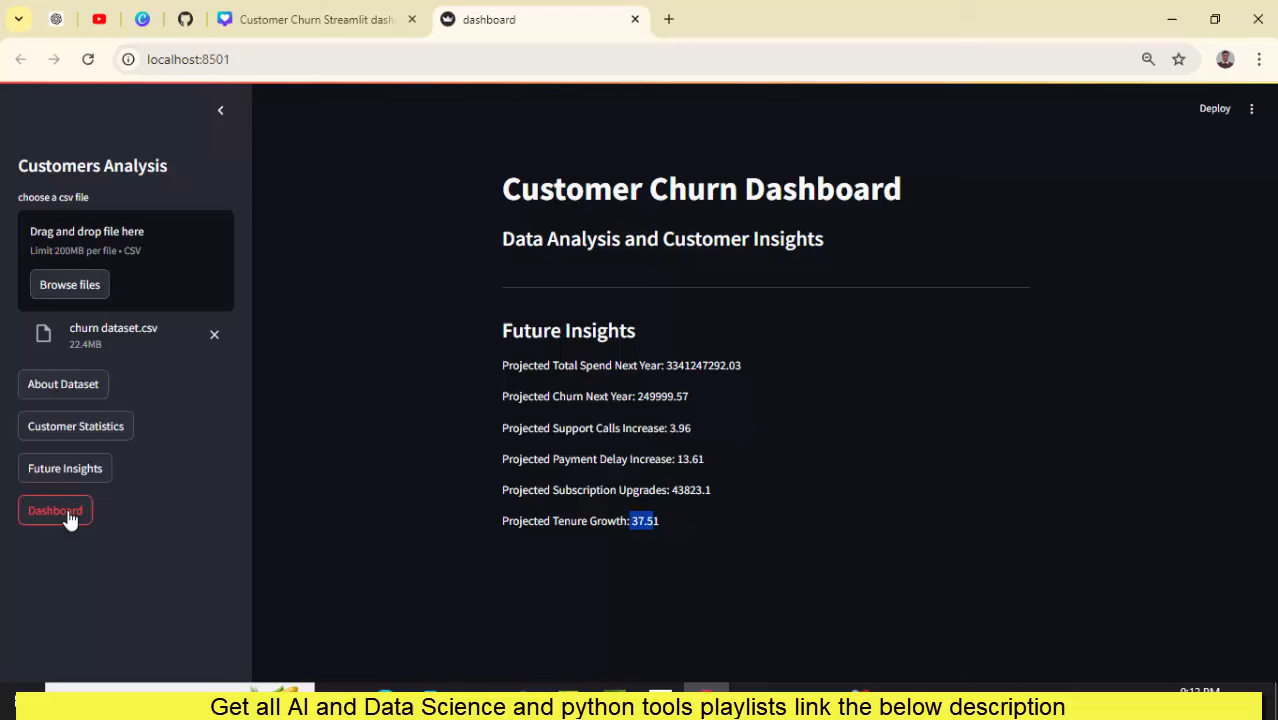 Customer Churn Streamlit dash
dashboard
localhost:8501
Deploy
Customers Analysis
choose a csv file
Drag and drop file here
Limit 200MB per file • CSV
Browse files
churn dataset.csv
22.4MB
About Dataset
Customer Statistics
Future Insights
Dashboard
Customer Churn Dashboard
Data Analysis and Customer Insights
Future Insights
Projected Total Spend Next Year: 3341247292.03
Projected Churn Next Year: 249999.57
Projected Support Calls Increase: 3.96
Projected Payment Delay Increase: 13.61
Projected Subscription Upgrades: 43823.1
Projected Tenure Growth: 37.51
Get all AI and Data Science and python tools playlists link the below description